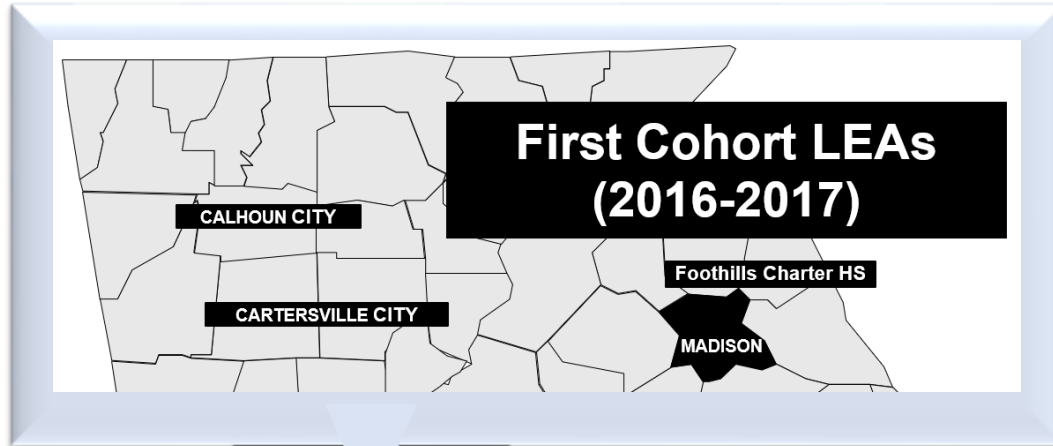 First Cohort LEAs
(2016-2017)
CALHOUN CITY
Foothills Charter HS
CARTERSVILLE CITY
MADISON